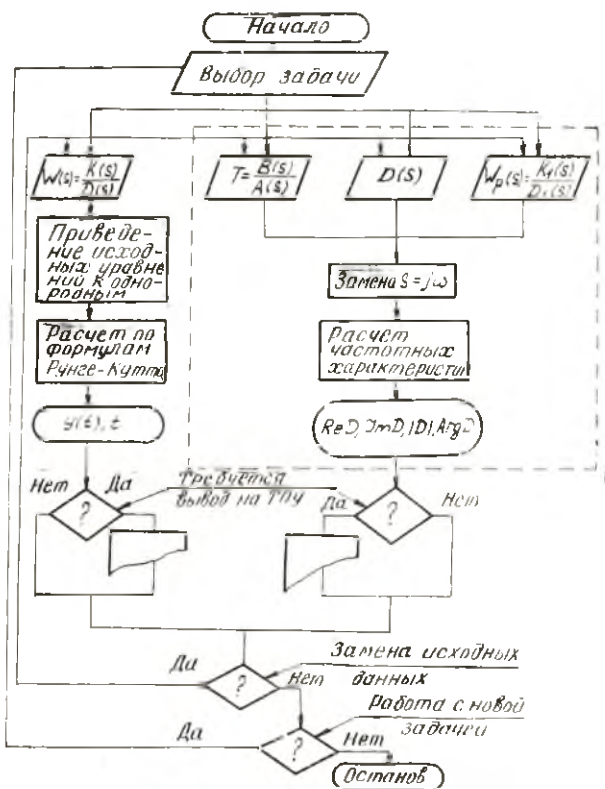 Начало
Выбор задачи
W(s)=K(s)/D(s)
T=B(s)/A(s)
D(s)
Wp(s)=K1(s)/D1(s)
Приведе-
ние исход-
ных уравне
ний к одно-
родным
Замена S=jω
Расчет по
формулам
Рунге-Кутта
Расчет
частотных
характеристик
y(t), t
ReD, JmD, |D|, ArgD
Нет
Да
Требуется
вывод на ТПУ
Да
Нет
?
?
Да
Замена исходных
данных
?
Нет
Да
Работа с новой
задачей
?
Нет
Останов